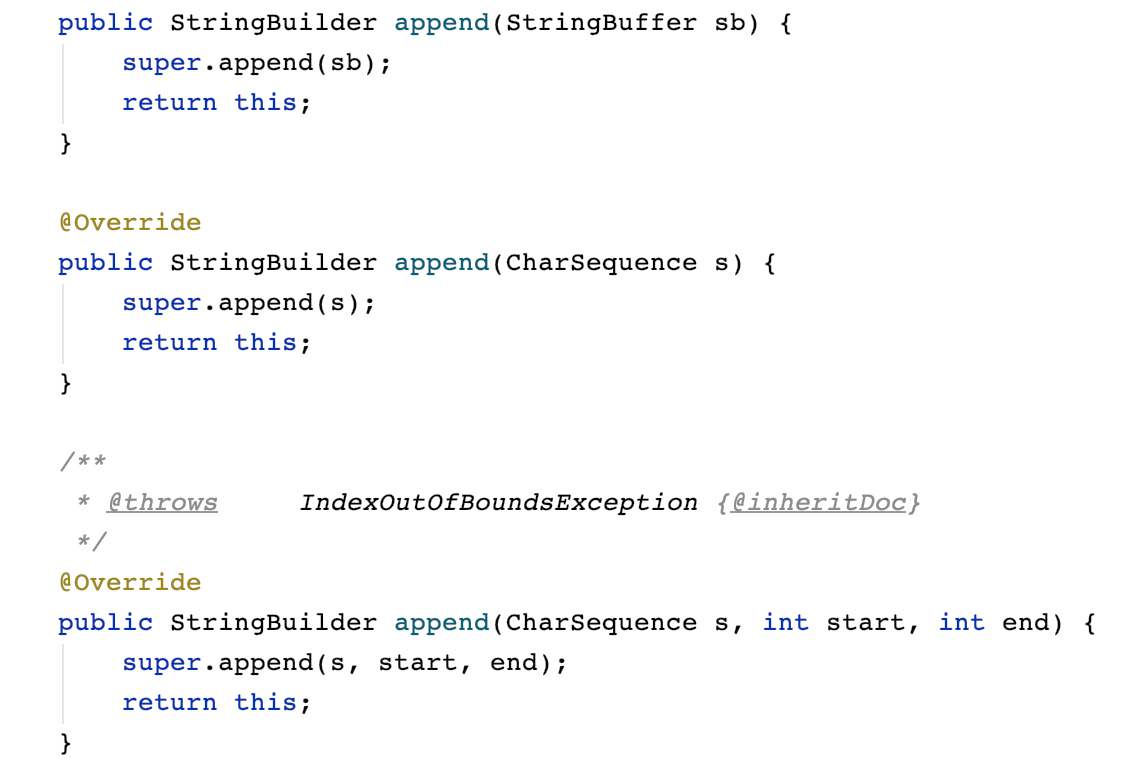 public StringBuilder append(StringBuffer sb) {
super.append(sb);
return this;
}
@Override
public StringBuilder append(CharSequence s) {
super.append(s);
return this;
}
/**
* @throws IndexOutOfBoundsException {@inheritDoc}
*/
@Override
public StringBuilder append(CharSequence s, int start, int end) {
super.append(s, start, end);
return this;
}